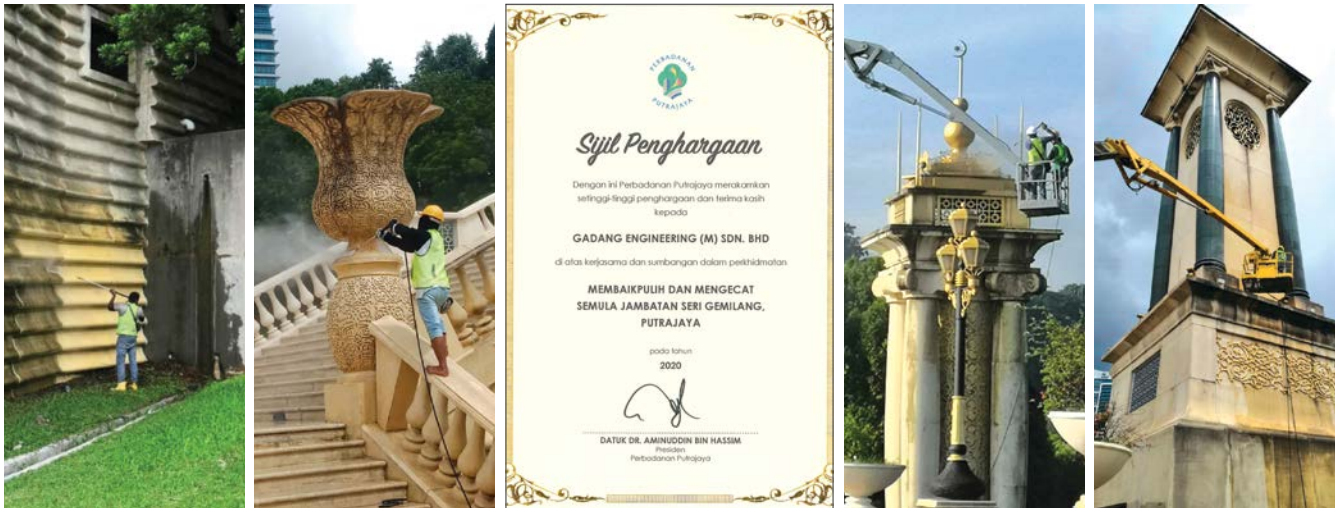 PERBADANAN
PUTRAJAYA
Sijil Penghargaan
Dengan ini Perbadanan Putrajaya merakamkan
setinggi-tinggi penghargaan dan terima kasih
kepada
GADANG ENGINEERING (M) SDN. BHD
di atas kerjasama dan sumbangan dalam perkhidmatan
MEMBAIKPULIH DAN MENGECAT
SEMULA JAMBATAN SERI GEMILANG,
PUTRAJAYA
pada tahun
2020
DATUK DR. AMINUDDIN BIN HASSIM
Presiden
Perbadanan Putrajaya